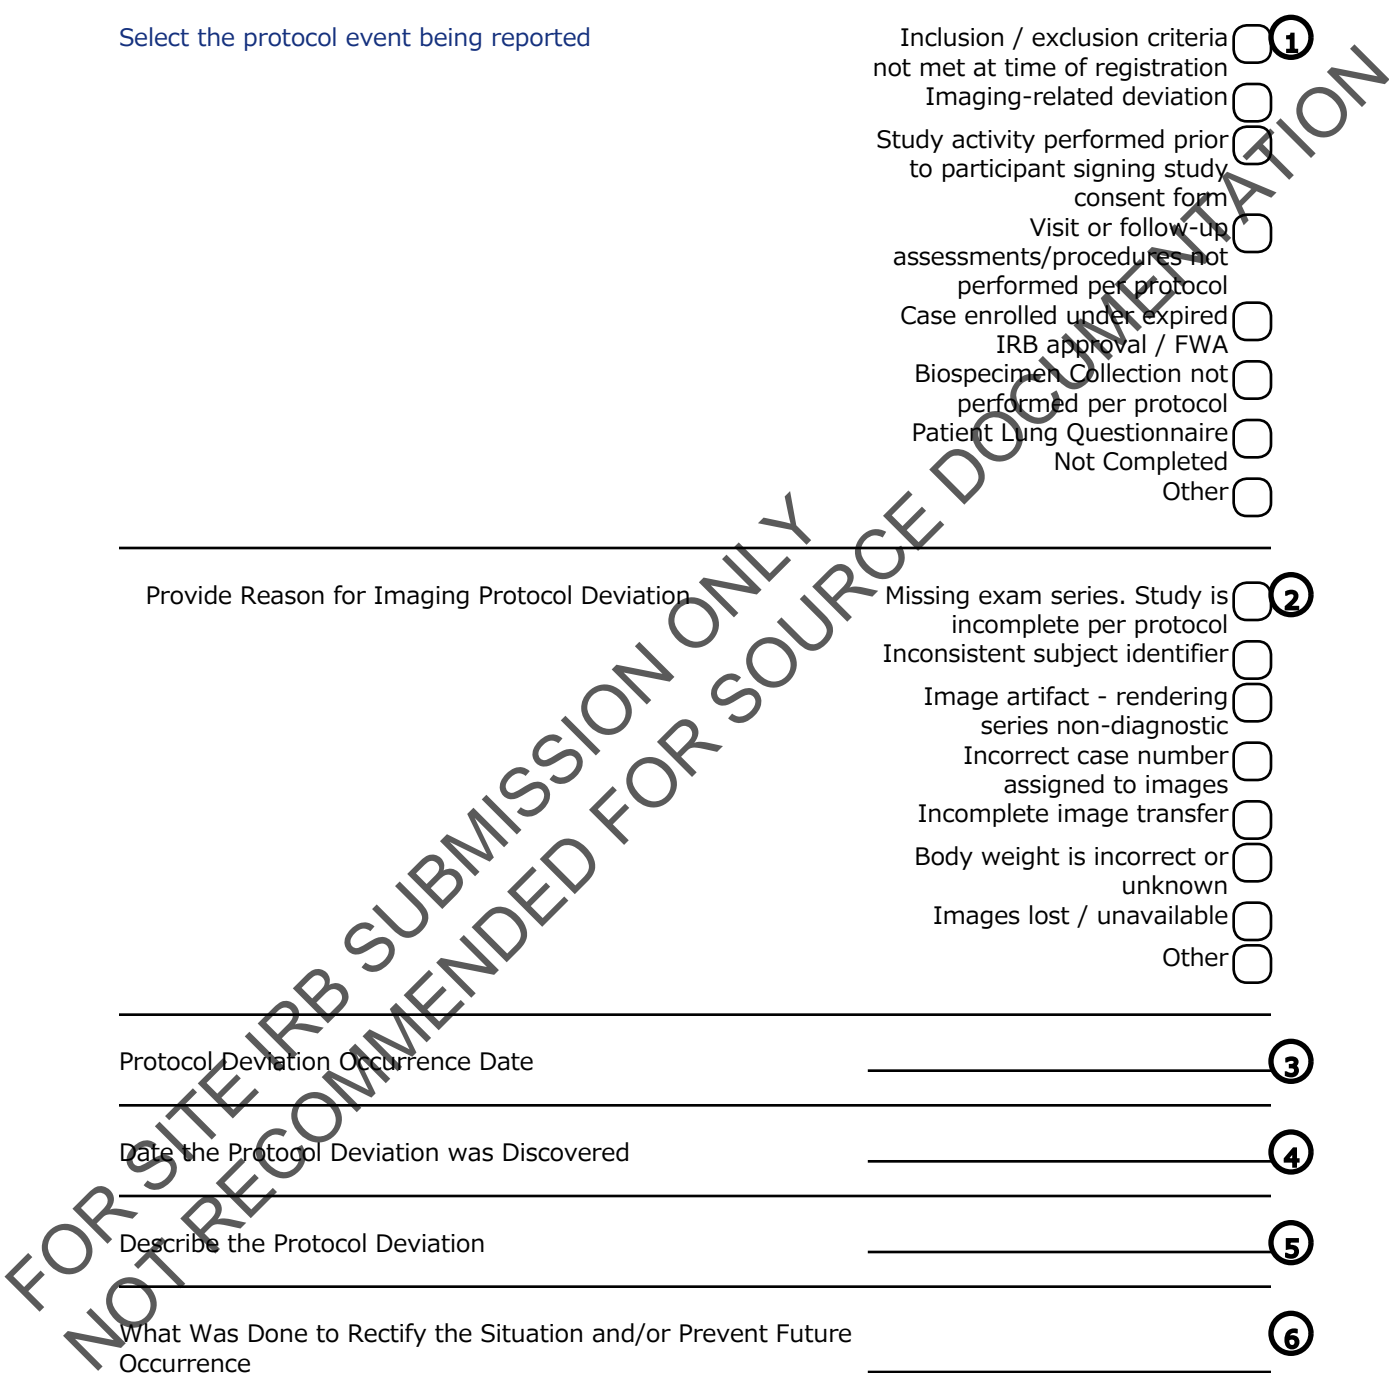 Select the protocol event being reported
Inclusion / exclusion criteria
not met at time of registration
1
Imaging-related deviation
Study activity performed prior
to participant signing study
consent form
Visit or follow-up
assessments/procedures not
performed per protocol
Case enrolled under expired
IRB approval / FWA
Biospecimen Collection not
performed per protocol
Patient Lung Questionnaire
Not Completed
Other
Provide Reason for Imaging Protocol Deviation
Missing exam series. Study is
incomplete per protocol
2
Inconsistent subject identifier
Image artifact - rendering
series non-diagnostic
Incorrect case number
assigned to images
Incomplete image transfer
Body weight is incorrect or
unknown
Images lost / unavailable
Other
Protocol Deviation Occurrence Date
3
Date the Protocol Deviation was Discovered
4
Describe the Protocol Deviation
5
What Was Done to Rectify the Situation and/or Prevent Future
Occurrence
6
FOR SITE IRB SUBMISSION ONLY
NOT RECOMMENDED FOR SOURCE DOCUMENTATION